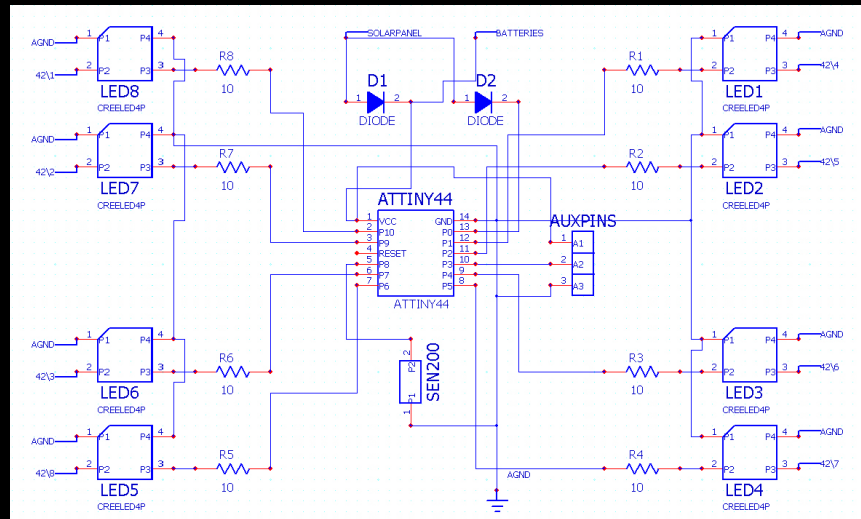 SOLARPANEL
BATTERIES
AGND 1 P1 P4 4
42\1 2 P2 P3 3
LED8
CREELED4P
R8
10
D1
1 2
DIODE
D2
1 2
DIODE
R1
10
1 P1 P4 4 AGND
2 P2 P3 3 42\4
LED1
CREELED4P
AGND 1 P1 P4 4
42\2 2 P2 P3 3
LED7
CREELED4P
R7
10
R2
10
1 P1 P4 4 AGND
2 P2 P3 3 42\5
LED2
CREELED4P
ATTINY44
1 VCC GND 14
2 P10 P0 13
3 P9 P1 12
4 RESET P2 11
5 P8 P3 10
6 P7 P4 9
7 P6 P5 8
ATTINY44
AUXPINS
1 A1
2 A2
3 A3
AGND 1 P1 P4 4
42\3 2 P2 P3 3
LED6
CREELED4P
R6
10
2 P2
P1 1
SEN200
R3
10
1 P1 P4 4 AGND
2 P2 P3 3 42\6
LED3
CREELED4P
AGND 1 P1 P4 4
42\8 2 P2 P3 3
LED5
CREELED4P
R5
10
AGND
R4
10
1 P1 P4 4 AGND
2 P2 P3 3 42\7
LED4
CREELED4P